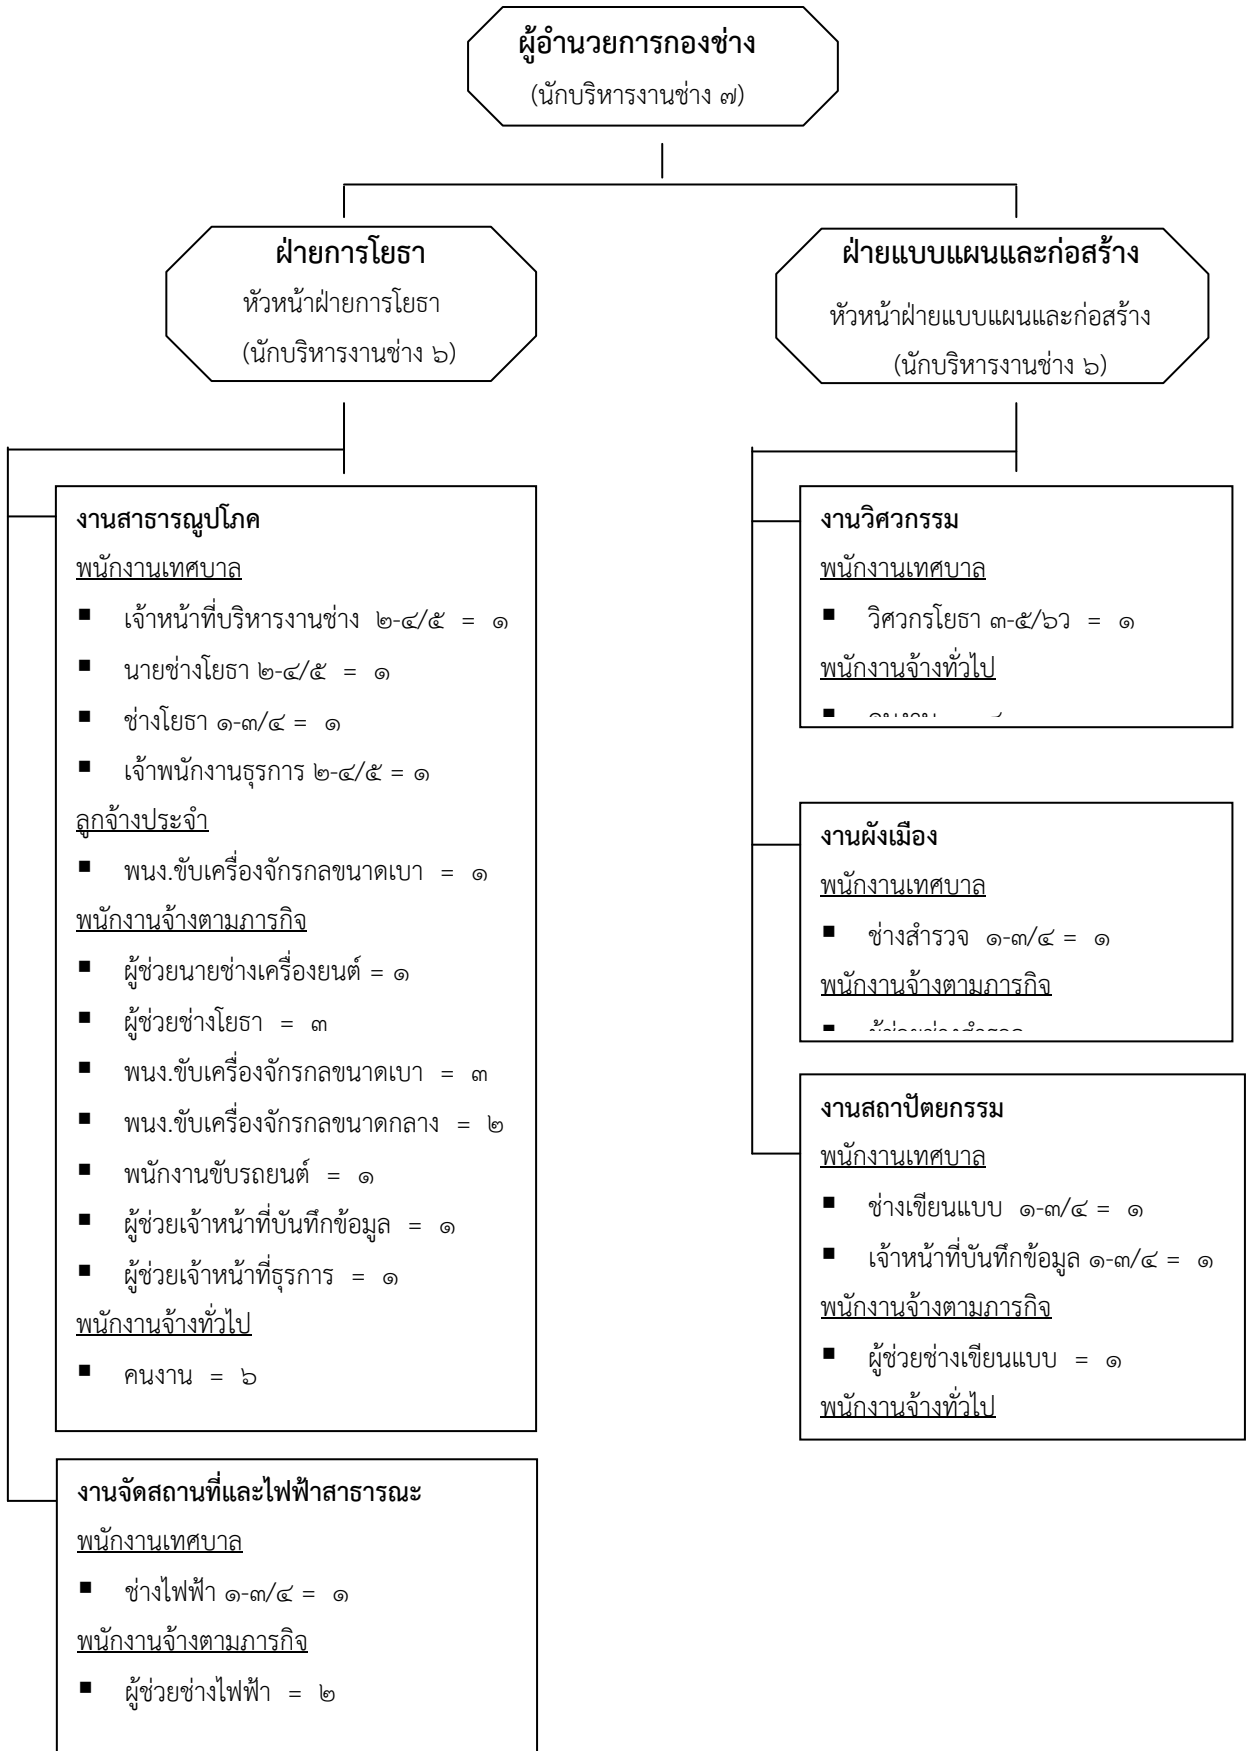 ผู้อำนวยการกองช่าง
(นักบริหารงานช่าง ๗)
ฝ่ายการโยธา
หัวหน้าฝ่ายการโยธา
(นักบริหารงานช่าง ๖)
ฝ่ายแบบแผนและก่อสร้าง
หัวหน้าฝ่ายแบบแผนและก่อสร้าง
(นักบริหารงานช่าง ๖)
งานสาธารณูปโภค
พนักงานเทศบาล
▪ เจ้าหน้าที่บริหารงานช่าง ๒-๔/๕ = ๑
▪ นายช่างโยธา ๒-๔/๕ = ๑
▪ ช่างโยธา ๑-๓/๔ = ๑
▪ เจ้าพนักงานธุรการ ๒-๔/๕ = ๑
ลูกจ้างประจำ
▪ พนง.ขับเครื่องจักรกลขนาดเบา = ๑
พนักงานจ้างตามภารกิจ
▪ ผู้ช่วยนายช่างเครื่องยนต์ = ๑
▪ ผู้ช่วยช่างโยธา = ๓
▪ พนง.ขับเครื่องจักรกลขนาดเบา = ๓
▪ พนง.ขับเครื่องจักรกลขนาดกลาง = ๒
▪ พนักงานขับรถยนต์ = ๑
▪ ผู้ช่วยเจ้าหน้าที่บันทึกข้อมูล = ๑
▪ ผู้ช่วยเจ้าหน้าที่ธุรการ = ๑
พนักงานจ้างทั่วไป
▪ คนงาน = ๖
งานจัดสถานที่และไฟฟ้าสาธารณะ
พนักงานเทศบาล
▪ ช่างไฟฟ้า ๑-๓/๔ = ๑
พนักงานจ้างตามภารกิจ
▪ ผู้ช่วยช่างไฟฟ้า = ๒
งานวิศวกรรม
พนักงานเทศบาล
▪ วิศวกรโยธา ๓-๕/๖ว = ๑
พนักงานจ้างทั่วไป
งานผังเมือง
พนักงานเทศบาล
▪ ช่างสำรวจ ๑-๓/๔ = ๑
พนักงานจ้างตามภารกิจ
งานสถาปัตยกรรม
พนักงานเทศบาล
▪ ช่างเขียนแบบ ๑-๓/๔ = ๑
▪ เจ้าหน้าที่บันทึกข้อมูล ๑-๓/๔ = ๑
พนักงานจ้างตามภารกิจ
▪ ผู้ช่วยช่างเขียนแบบ = ๑
พนักงานจ้างทั่วไป